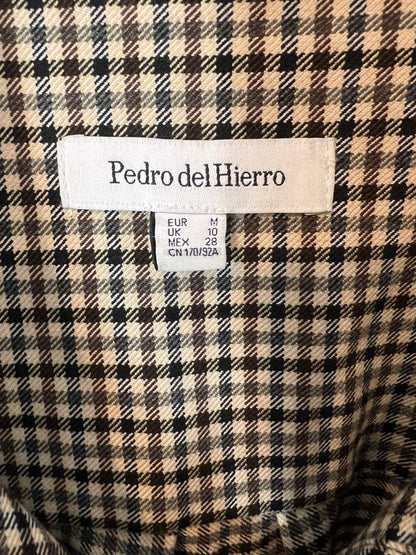 Pedro del Hierro
EUR M
UK 10
MEX 28
CN 170/92A